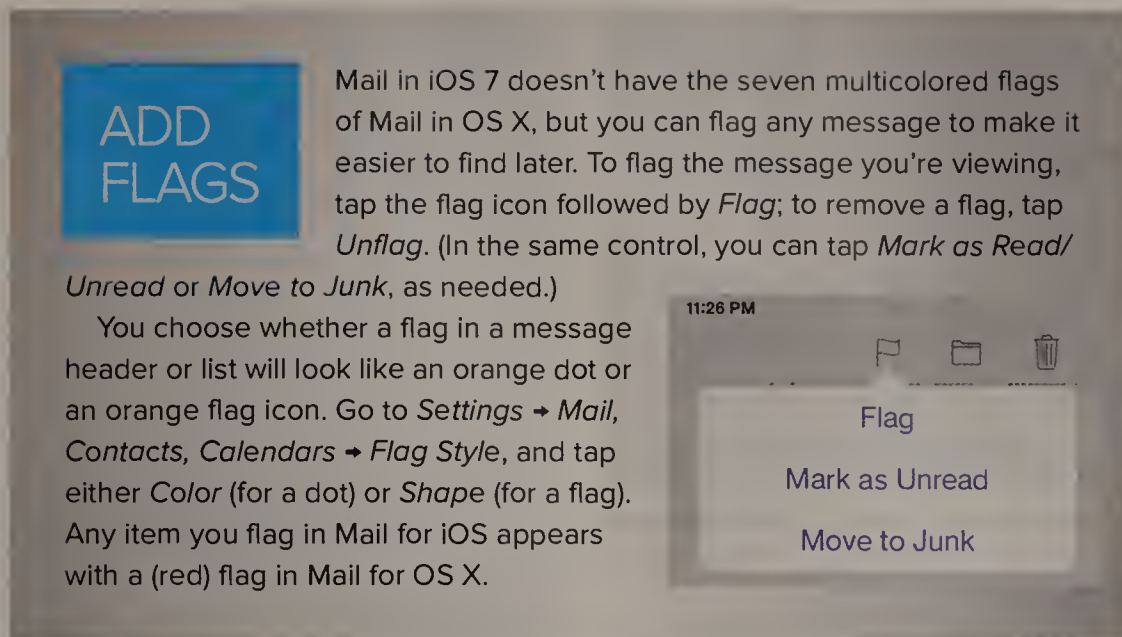 ADD
FLAGS
Mail in iOS 7 doesn't have the seven multicolored flags
of Mail in OS X, but you can flag any message to make it
easier to find later. To flag the message you're viewing,
tap the flag icon followed by Flag; to remove a flag, tap
Unflag. (In the same control, you can tap Mark as Read/
Unread or Move to Junk, as needed.)
You choose whether a flag in a message
header or list will look like an orange dot or
an orange flag icon. Go to Settings → Mail,
Contacts, Calendars → Flag Style, and tap
either Color (for a dot) or Shape (for a flag).
Any item you flag in Mail for iOS appears
with a (red) flag in Mail for OS X.
11:26 PM
Flag
Mark as Unread
Move to Junk